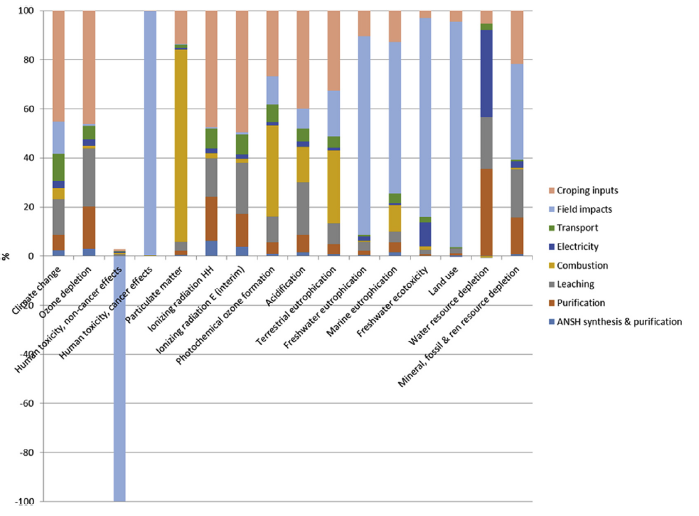 100
80
60
40
20
0
-20
-40
-60
-80
-100
%
Climate change
Ozone depletion
Human toxicity, non-cancer effects
Human toxicity, cancer effects
Particulate matter
Ionizing radiation HH
Ionizing radiation E (interim)
Photochemical ozone formation
Acidification
Terrestrial eutrophication
Freshwater eutrophication
Marine eutrophication
Freshwater ecotoxicity
Land use
Water resource depletion
Mineral, fossil & ren resource depletion
Croping inputs
Field impacts
Transport
Electricity
Combustion
Leaching
Purification
ANSH synthesis & purification